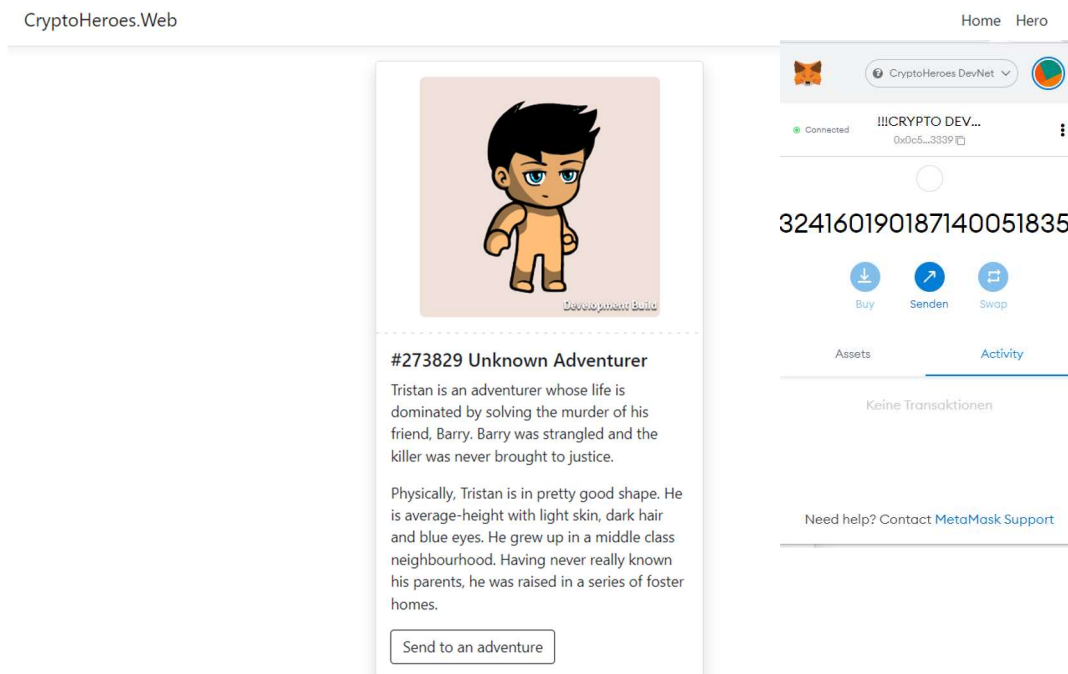 CryptoHeroes.Web
Home Hero
Development Build
#273829 Unknown Adventurer
Tristan is an adventurer whose life is
dominated by solving the murder of his
friend, Barry. Barry was strangled and the
killer was never brought to justice.
Physically, Tristan is in pretty good shape. He
is average-height with light skin, dark hair
and blue eyes. He grew up in a middle class
neighbourhood. Having never really known
his parents, he was raised in a series of foster
homes.
Send to an adventure
CryptoHeroes DevNet
Connected
!!!CRYPTO DEV...
0x0c5...3339
324160190187140051835
Buy Senden Swap
Assets Activity
Keine Transaktionen
Need help? Contact MetaMask Support